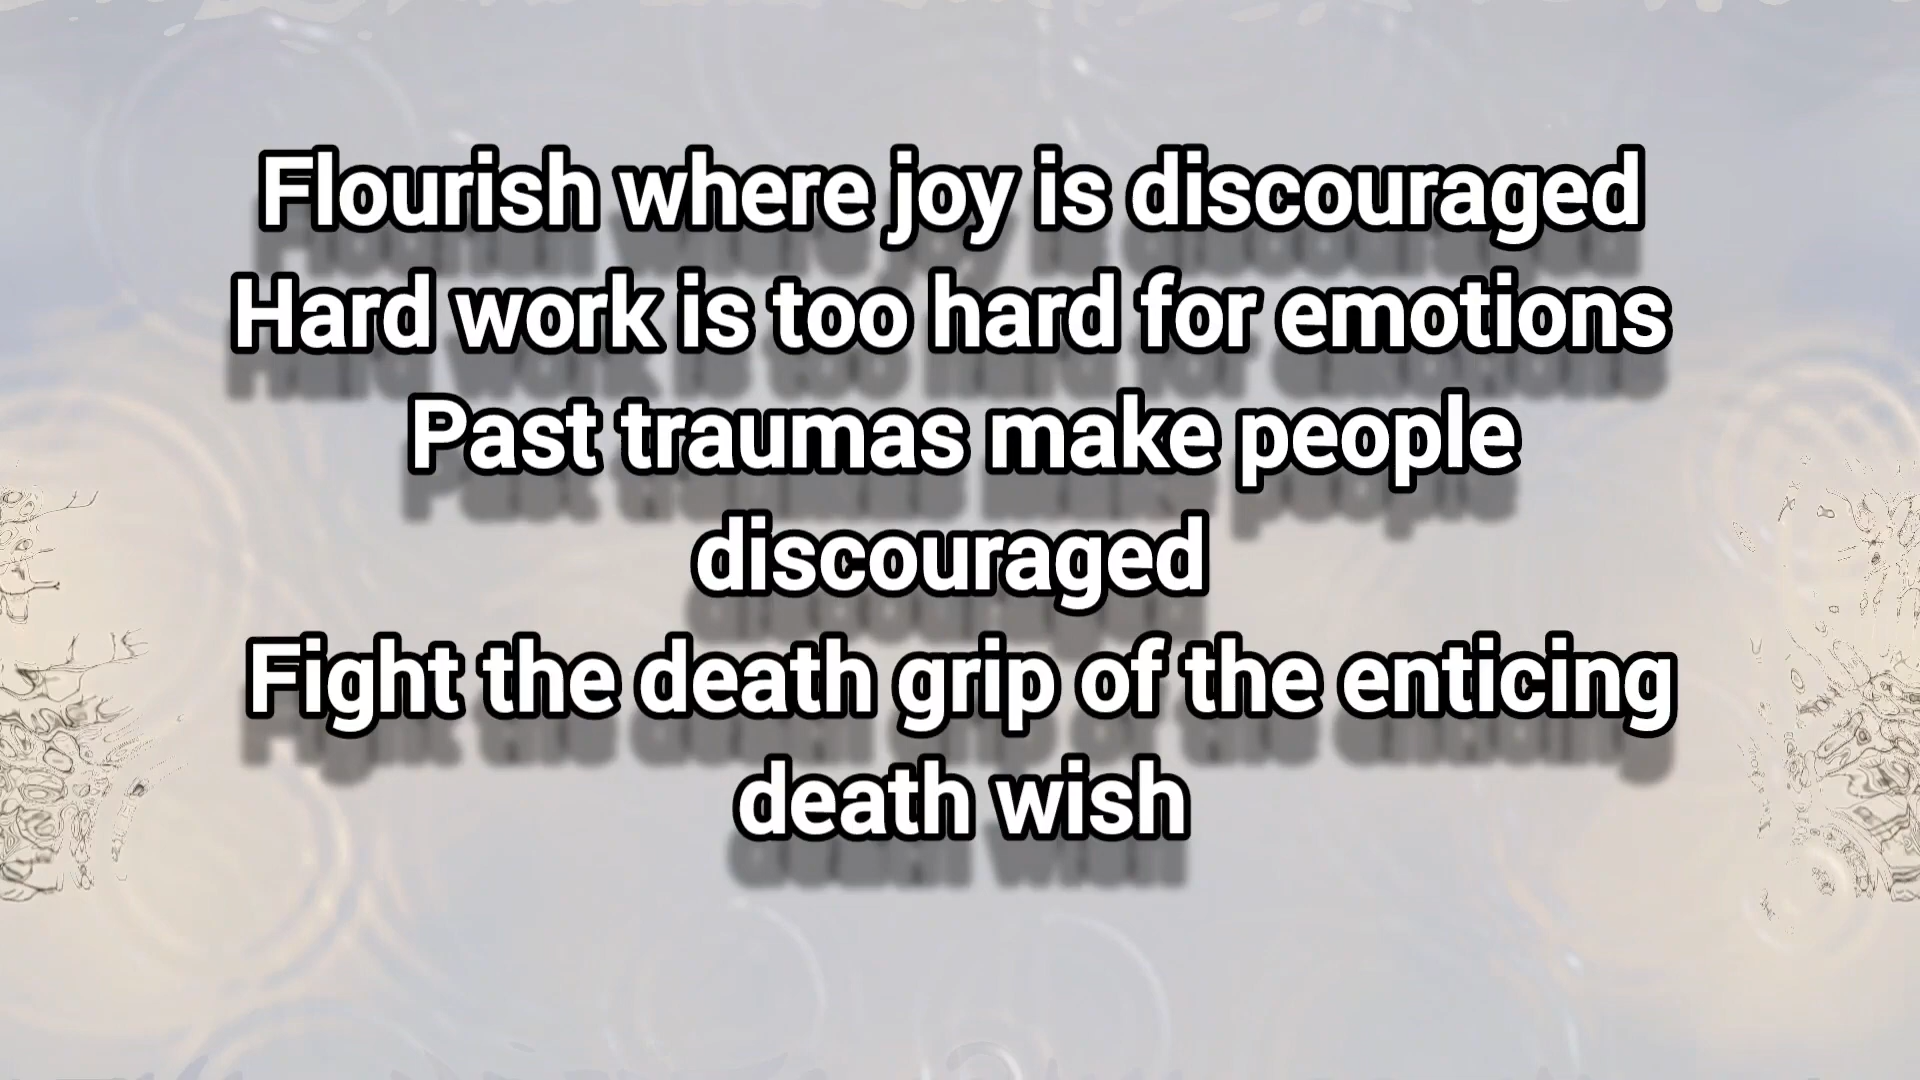 Flourish where joy is discouraged
Hard work is too hard for emotions
Past traumas make people
discouraged
Fight the death grip of the enticing
death wish